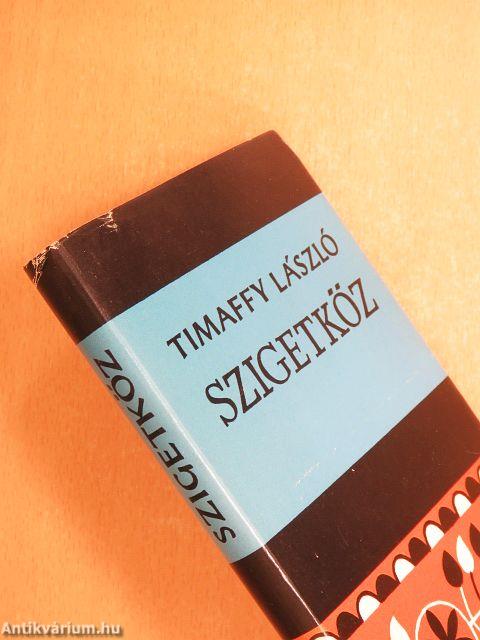 TIMAFFY LÁSZLÓ
SZIGETKÖZ
SZIGETKÖZ
Antikvárium.hu